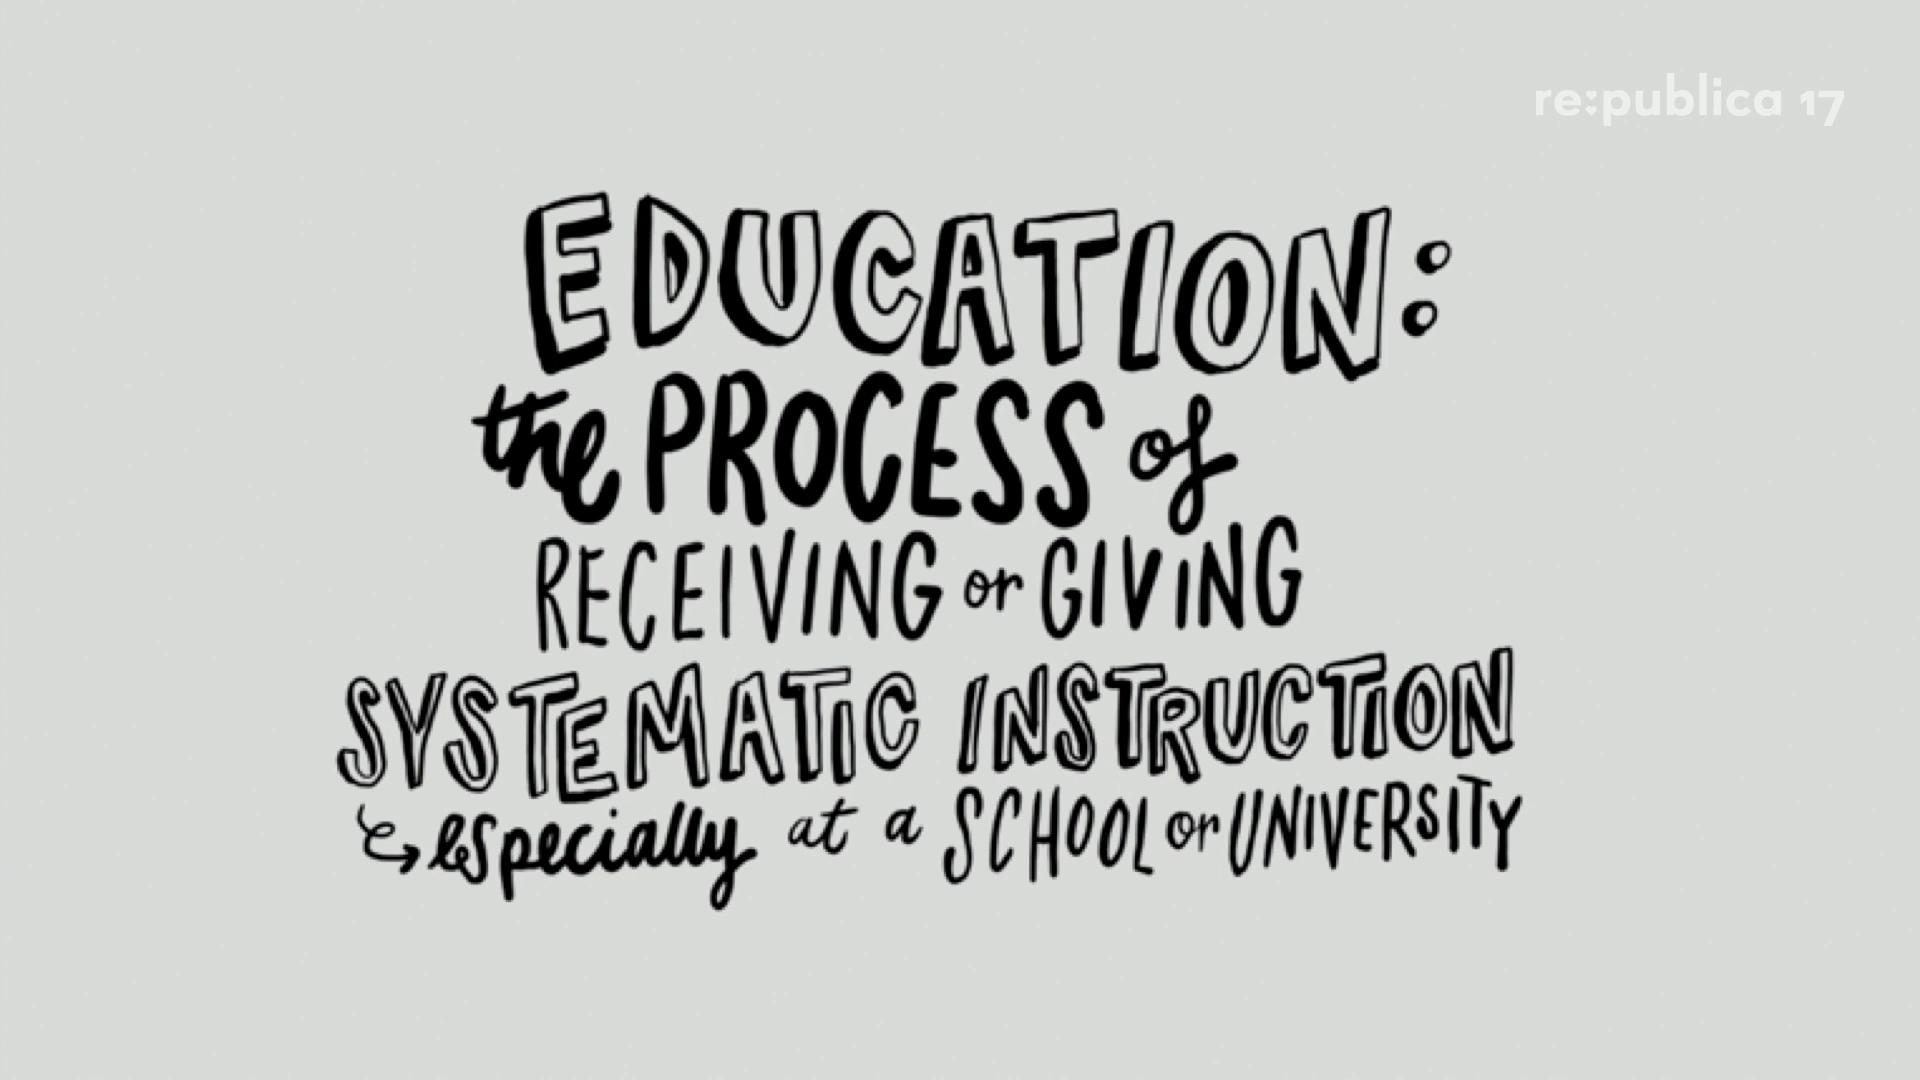 re:publica 17
EDUCATION:
the PROCESS of
RECEIVING or GIVING
SYSTEMATIC INSTRUCTION
especially at a SCHOOL or UNIVERSITY